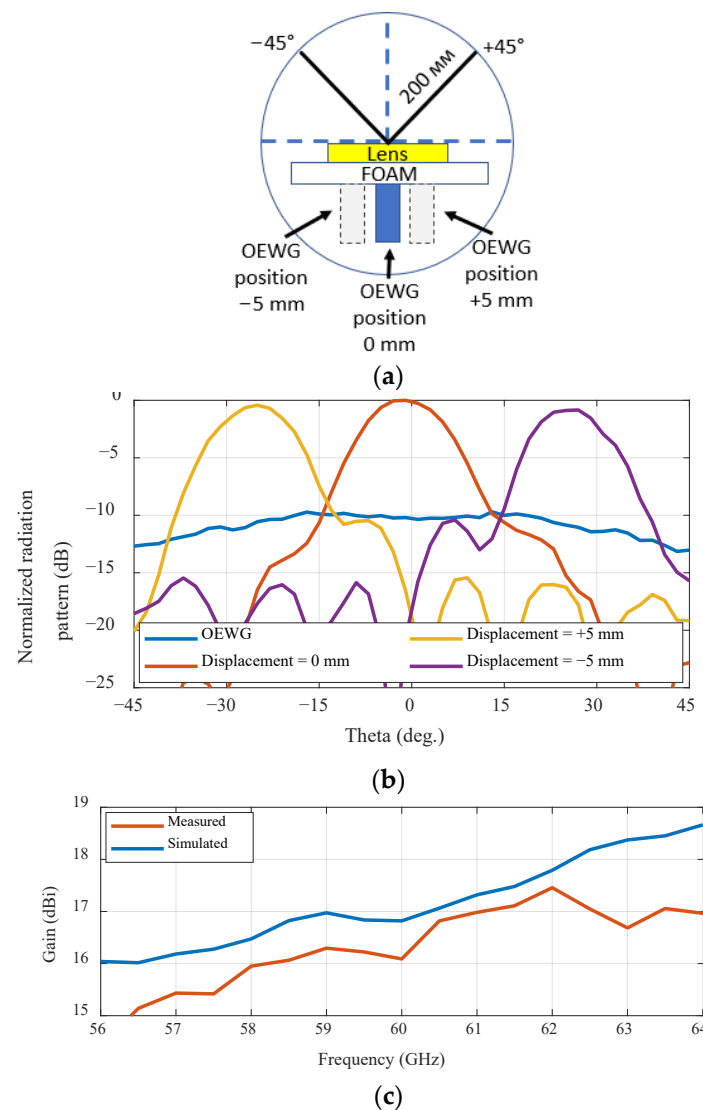 −45°
+45°
200 мм
Lens
FOAM
OEWG
position
−5 mm
OEWG
position
0 mm
OEWG
position
+5 mm
(a)
0
−5
−10
−15
−20
−25
Normalized radiation
pattern (dB)
OEWG
Displacement = +5 mm
Displacement = 0 mm
Displacement = −5 mm
−45
−30
−15
0
15
30
45
Theta (deg.)
(b)
19
18
17
16
15
Gain (dBi)
Measured
Simulated
56
57
58
59
60
61
62
63
64
Frequency (GHz)
(c)